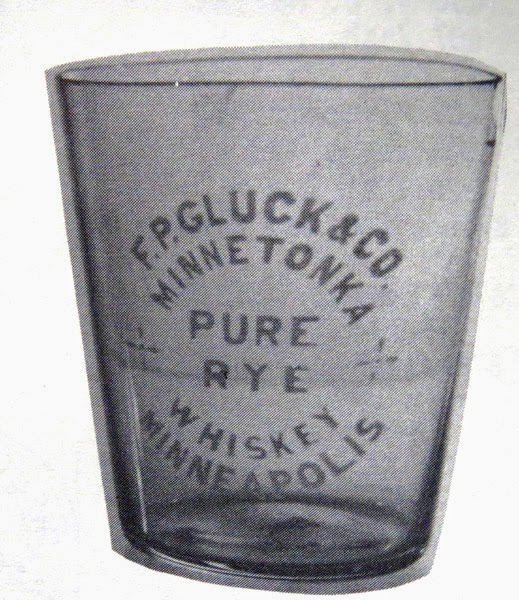 F.P. GLUCK & CO.
MINNETONKA
PURE
RYE
WHISKEY
MINNEAPOLIS